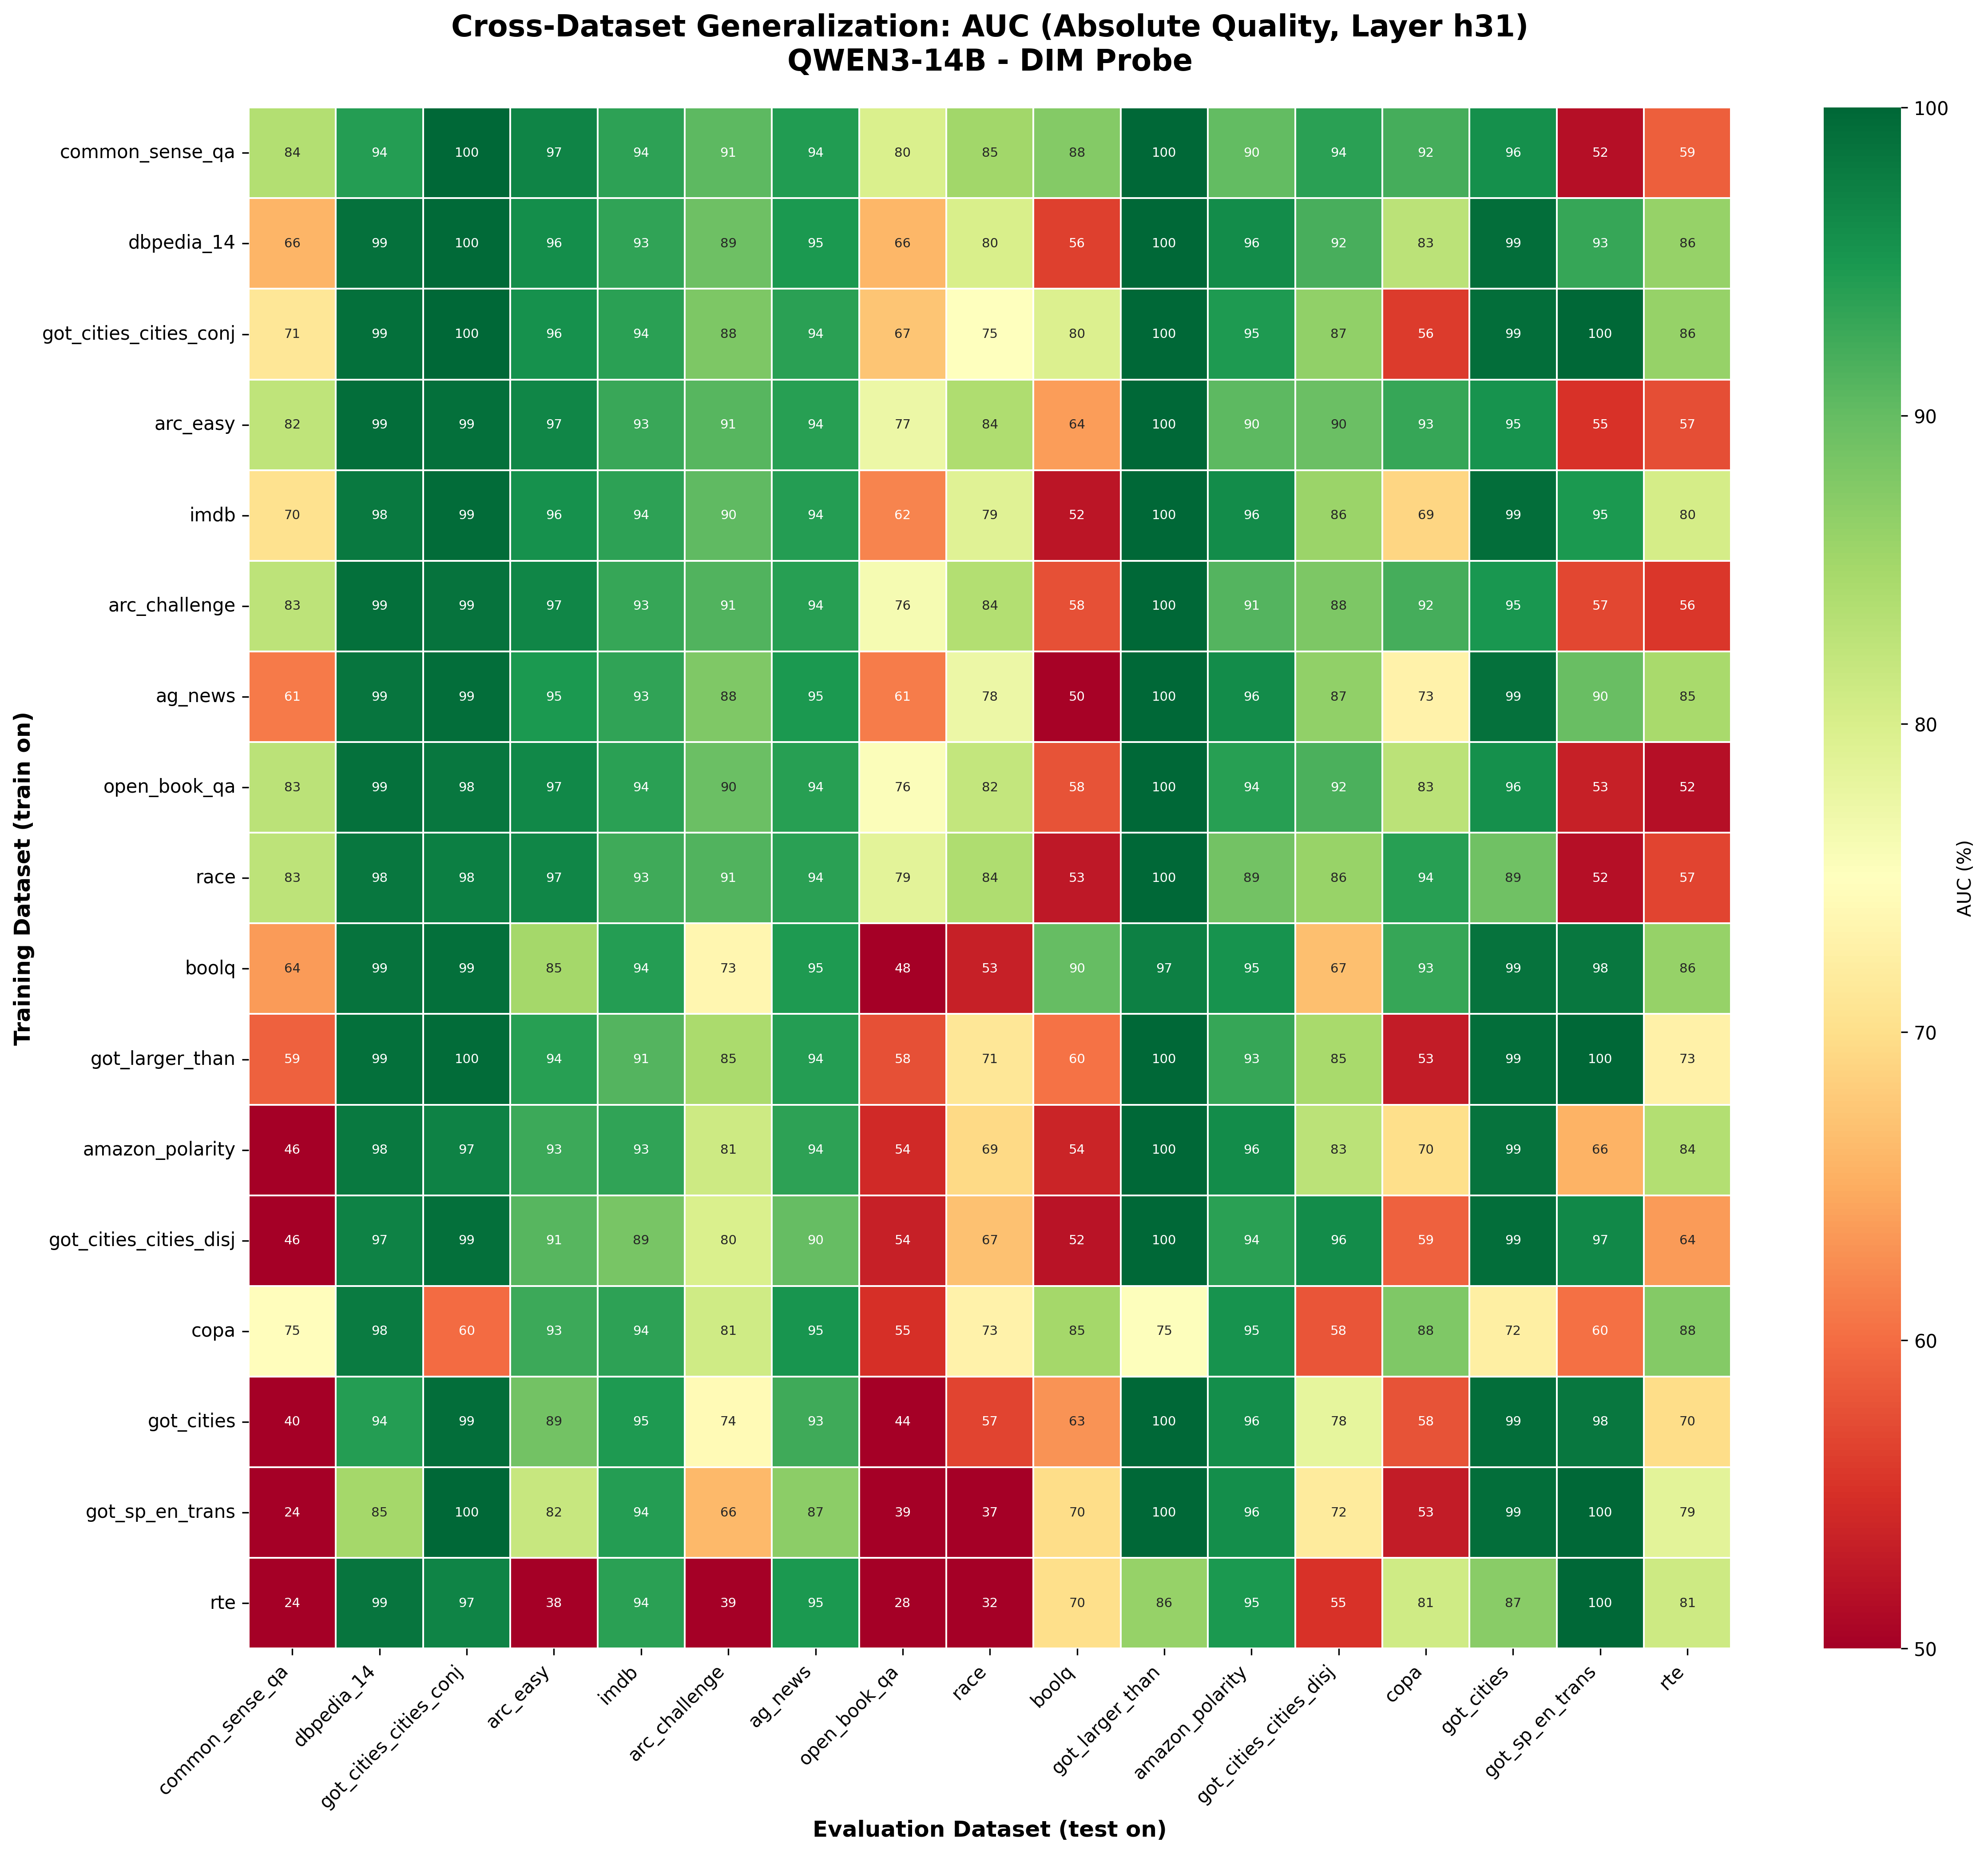 Cross-Dataset Generalization: AUC (Absolute Quality, Layer h31)
QWEN3-14B - DIM Probe
Training Dataset (train on)
common_sense_qa 84 94 100 97 94 91 94 80 85 88 100 90 94 92 96 52 59
dbpedia_14 66 99 100 96 93 89 95 66 80 56 100 96 92 83 99 93 86
got_cities_cities_conj 71 99 100 96 94 88 94 67 75 80 100 95 87 56 99 100 86
arc_easy 82 99 99 97 93 91 94 77 84 64 100 90 90 93 95 55 57
imdb 70 98 99 96 94 90 94 62 79 52 100 96 86 69 99 95 80
arc_challenge 83 99 99 97 93 91 94 76 84 58 100 91 88 92 95 57 56
ag_news 61 99 99 95 93 88 95 61 78 50 100 96 87 73 99 90 85
open_book_qa 83 99 98 97 94 90 94 76 82 58 100 94 92 83 96 53 52
race 83 98 98 97 93 91 94 79 84 53 100 89 86 94 89 52 57
boolq 64 99 99 85 94 73 95 48 53 90 97 95 67 93 99 98 86
got_larger_than 59 99 100 94 91 85 94 58 71 60 100 93 85 53 99 100 73
amazon_polarity 46 98 97 93 93 81 94 54 69 54 100 96 83 70 99 66 84
got_cities_cities_disj 46 97 99 91 89 80 90 54 67 52 100 94 96 59 99 97 64
copa 75 98 60 93 94 81 95 55 73 85 75 95 58 88 72 60 88
got_cities 40 94 99 89 95 74 93 44 57 63 100 96 78 58 99 98 70
got_sp_en_trans 24 85 100 82 94 66 87 39 37 70 100 96 72 53 99 100 79
rte 24 99 97 38 94 39 95 28 32 70 86 95 55 81 87 100 81
common_sense_qa dbpedia_14 got_cities_cities_conj arc_easy imdb arc_challenge ag_news open_book_qa race boolq got_larger_than amazon_polarity got_cities_cities_disj copa got_cities got_sp_en_trans rte
Evaluation Dataset (test on)
100
90
80
70
60
50
AUC (%)